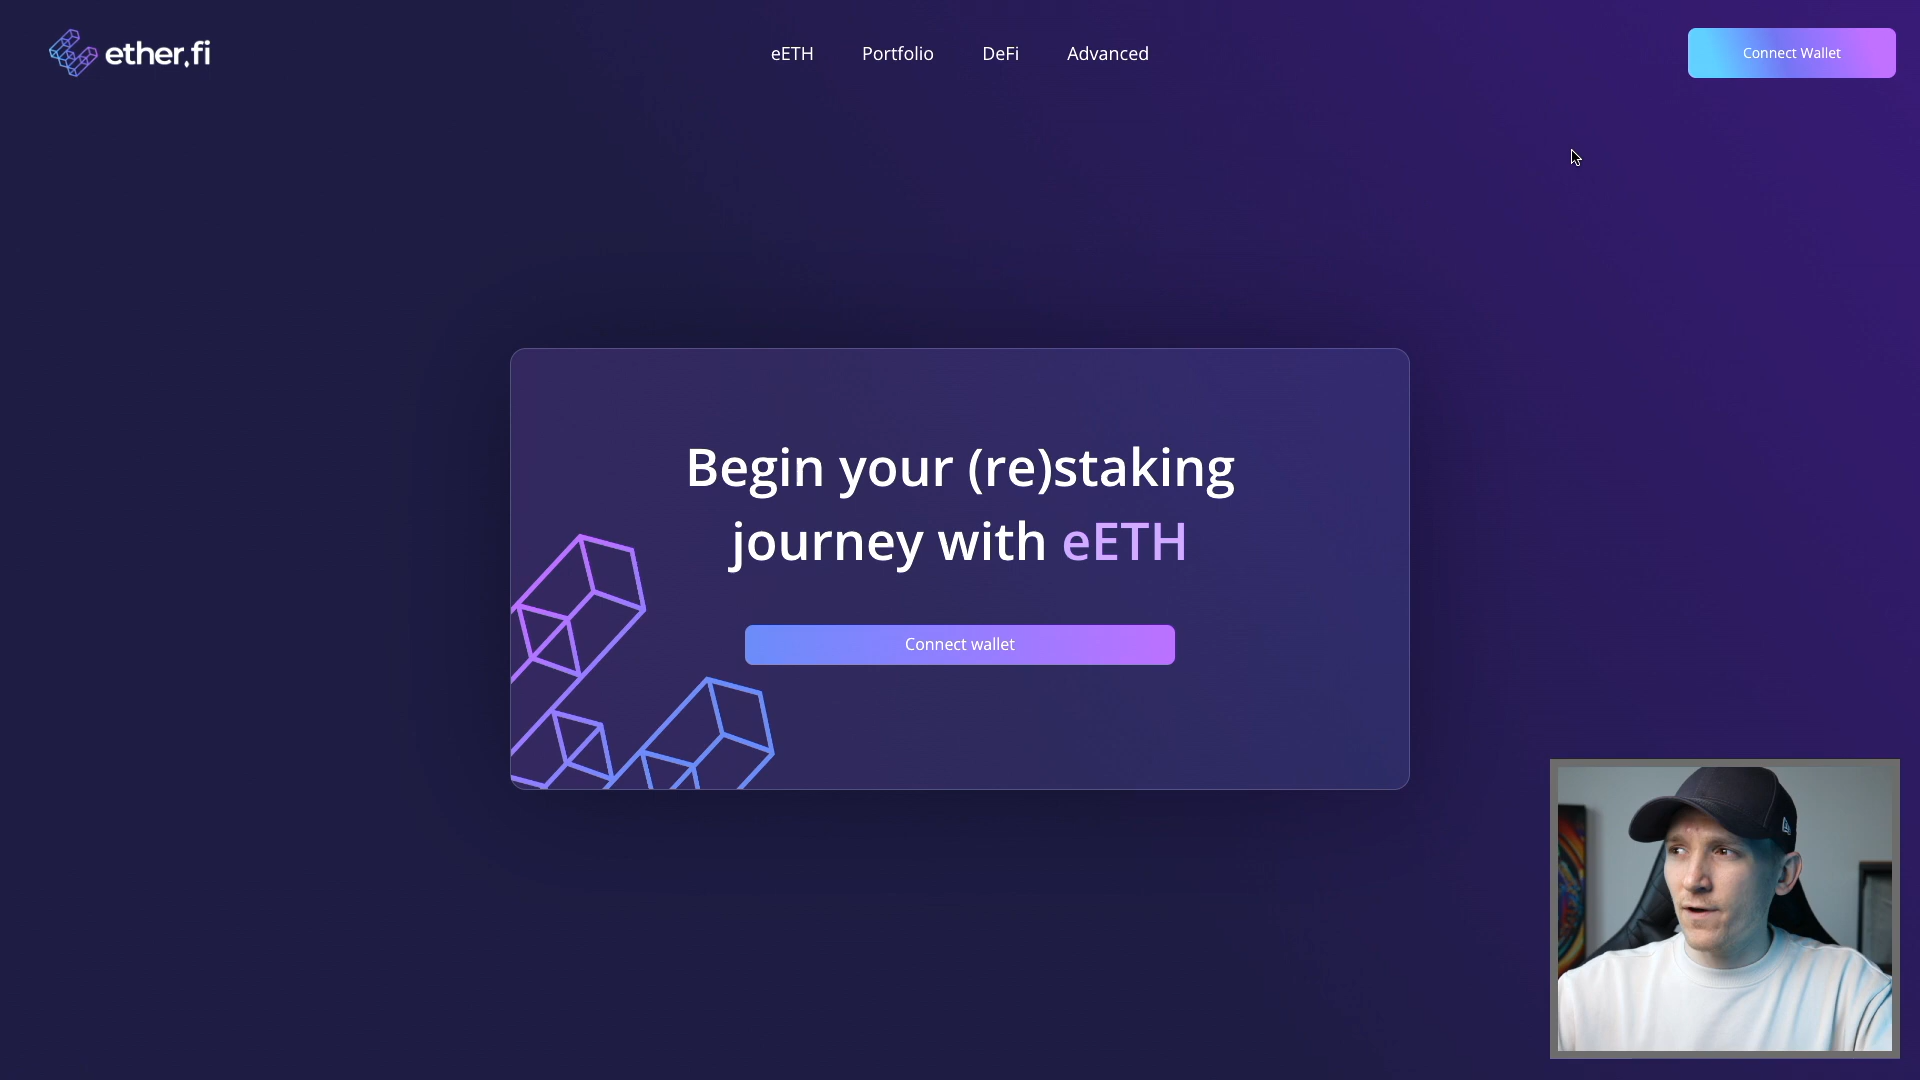 ether.fi
eETH
Portfolio
DeFi
Advanced
Connect Wallet
Begin your (re)staking
journey with eETH
Connect wallet